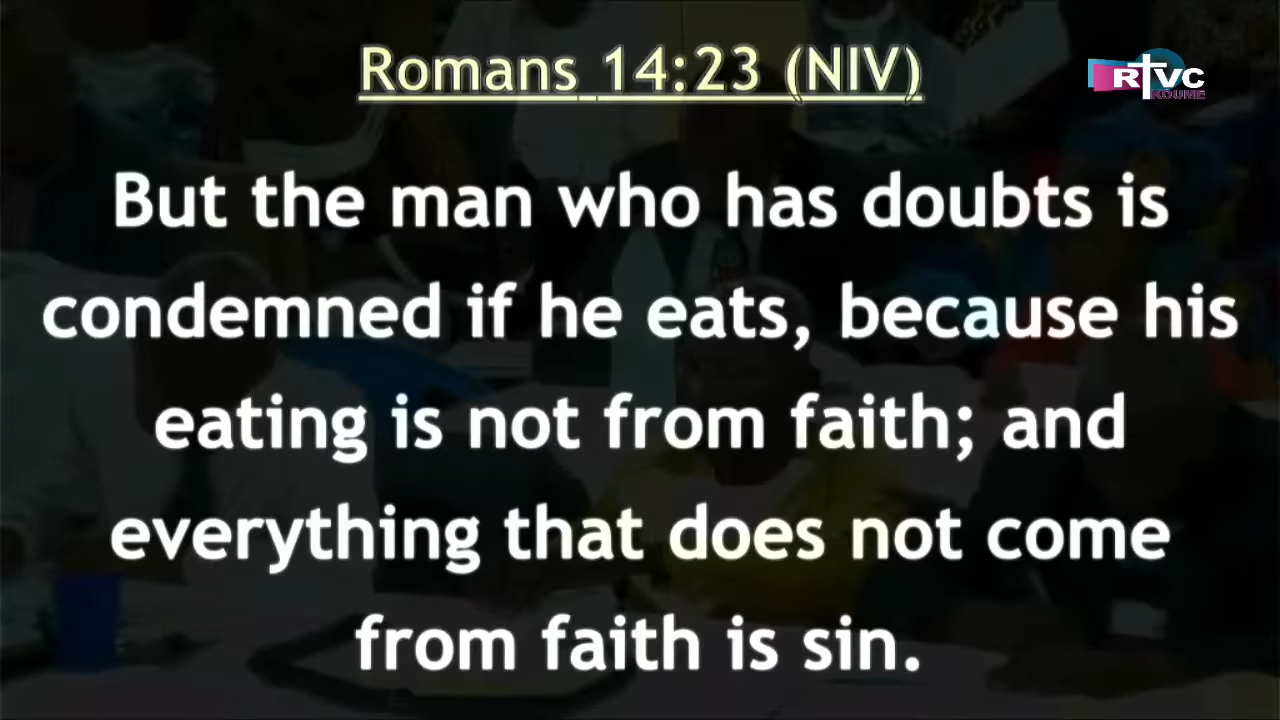 Romans 14:23 (NIV)
RTVC
KOUME
But the man who has doubts is
condemned if he eats, because his
eating is not from faith; and
everything that does not come
from faith is sin.